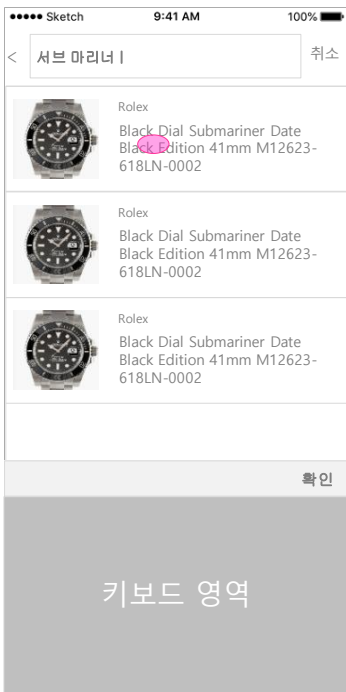 ●●●●● Sketch 9:41 AM 100%
< 서브 마리너ㅣ 취소
Rolex
Black Dial Submariner Date
Black Edition 41mm M12623-
618LN-0002
Rolex
Black Dial Submariner Date
Black Edition 41mm M12623-
618LN-0002
Rolex
Black Dial Submariner Date
Black Edition 41mm M12623-
618LN-0002
확인
키보드 영역